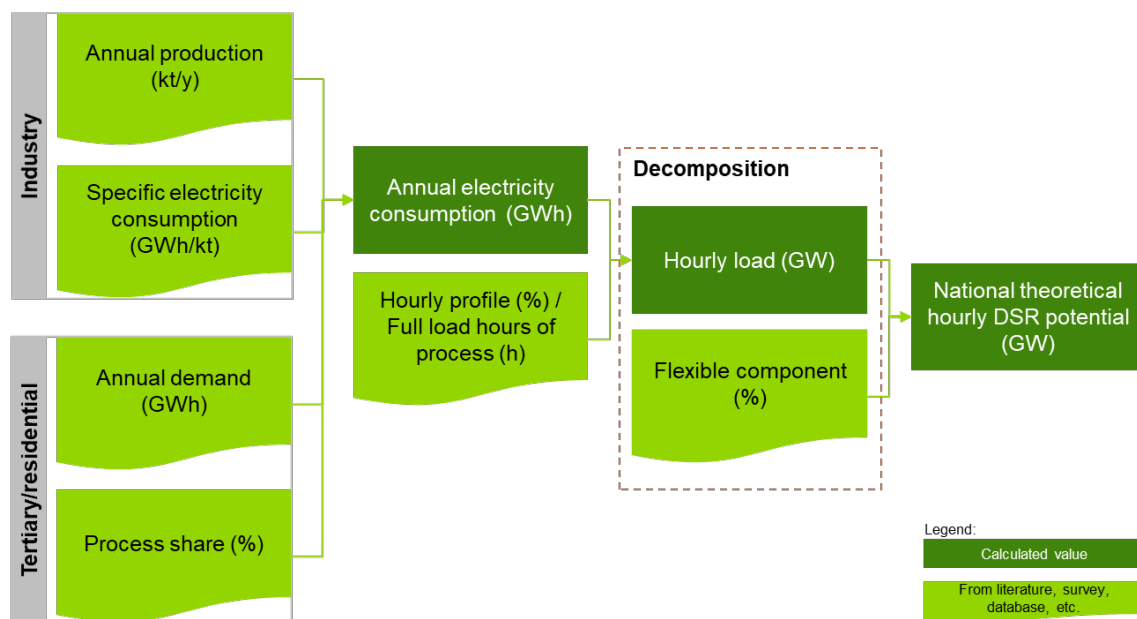 Industry
Annual production
(kt/y)
Specific electricity
consumption
(GWh/kt)
Tertiary/residential
Annual demand
(GWh)
Process share (%)
Annual electricity
consumption (GWh)
Hourly profile (%) /
Full load hours of
process (h)
Decomposition
Hourly load (GW)
Flexible component
(%)
National theoretical
hourly DSR potential
(GW)
Legend:
Calculated value
From literature, survey,
database, etc.